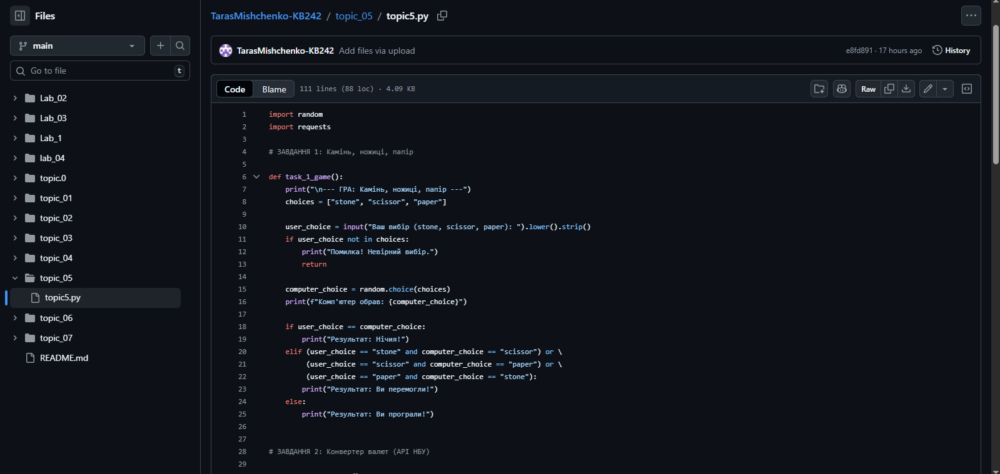 Files
main
Go to file
t
Lab_02
Lab_03
Lab_1
lab_04
topic.0
topic_01
topic_02
topic_03
topic_04
topic_05
topic5.py
topic_06
topic_07
README.md
TarasMishchenko-KB242 / topic_05 / topic5.py
TarasMishchenko-KB242 Add files via upload
e8fd891 · 17 hours ago
History
Code
Blame
111 lines (88 loc) · 4.09 KB
Raw
1 import random
2 import requests
3
4 # ЗАВДАННЯ 1: Камінь, ножиці, папір
5
6 def task_1_game():
7 print("\n--- ГРА: Камінь, ножиці, папір ---")
8 choices = ["stone", "scissor", "paper"]
9
10 user_choice = input("Ваш вибір (stone, scissor, paper): ").lower().strip()
11 if user_choice not in choices:
12 print("Помилка! Невірний вибір.")
13 return
14
15 computer_choice = random.choice(choices)
16 print(f"Комп'ютер обрав: {computer_choice}")
17
18 if user_choice == computer_choice:
19 print("Результат: Нічия!")
20 elif (user_choice == "stone" and computer_choice == "scissor") or \
21 (user_choice == "scissor" and computer_choice == "paper") or \
22 (user_choice == "paper" and computer_choice == "stone"):
23 print("Результат: Ви перемогли!")
24 else:
25 print("Результат: Ви програли!")
26
27
28 # ЗАВДАННЯ 2: Конвертер валют (API НБУ)
29